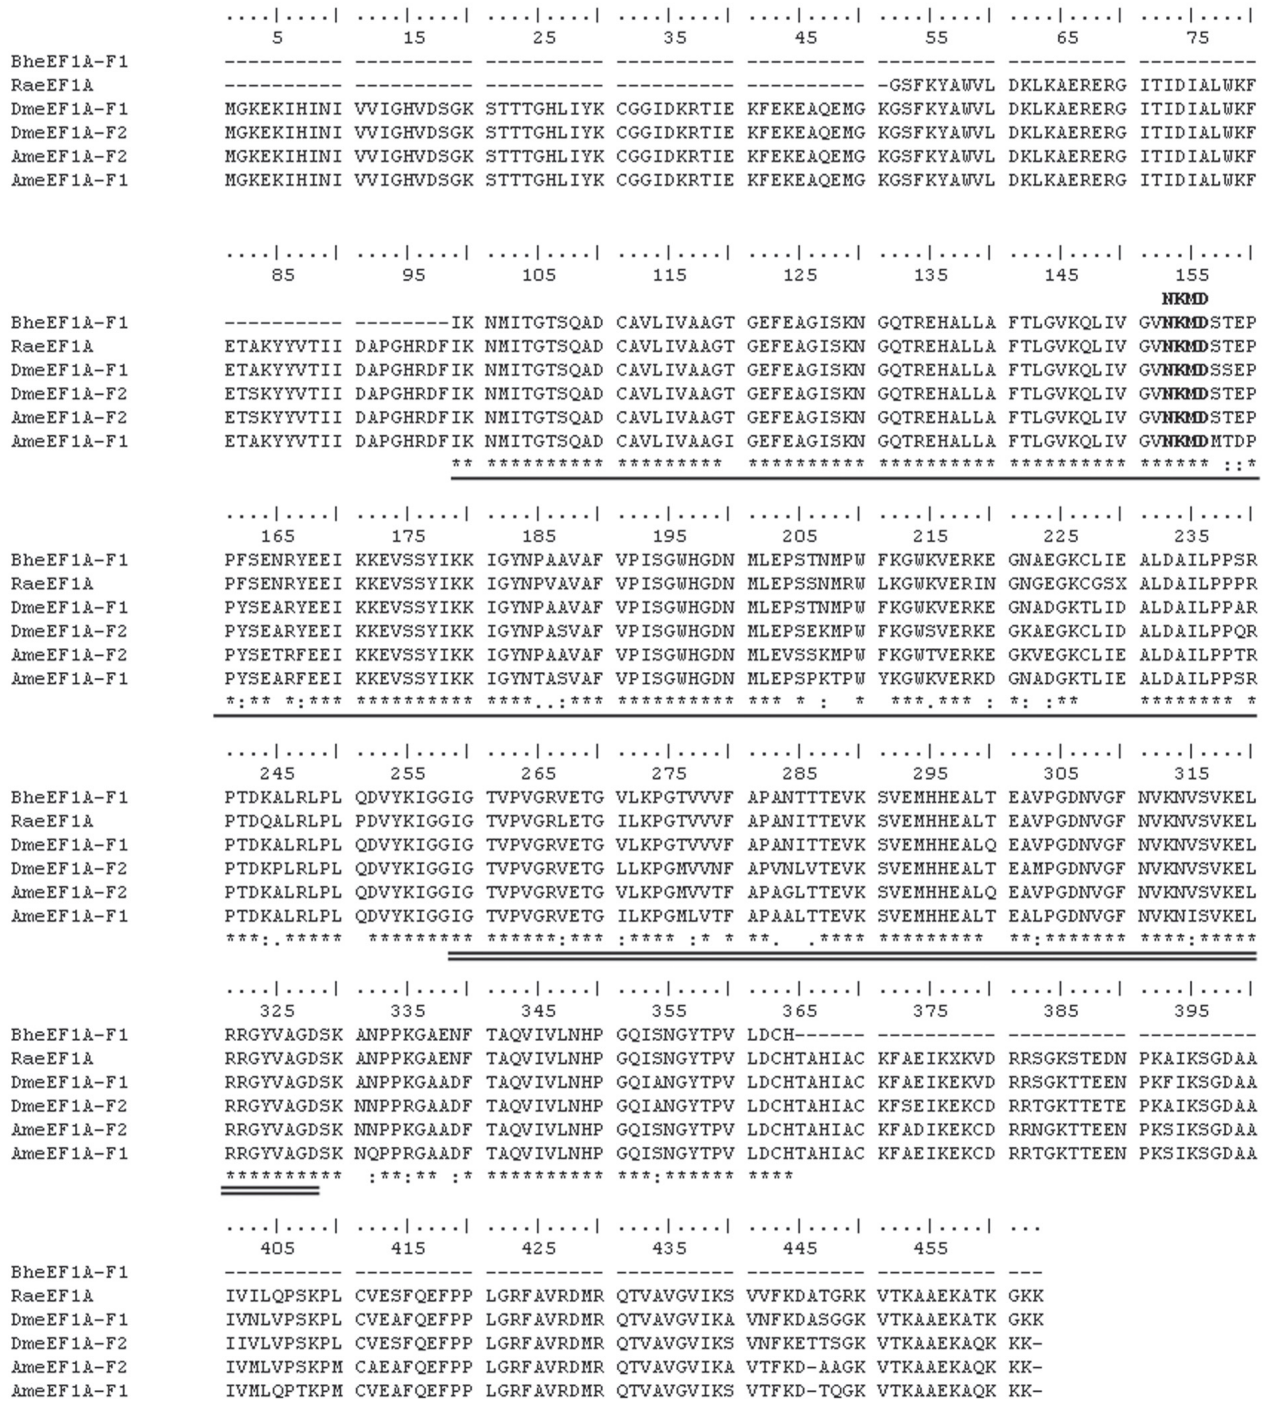 ....|....| ....|....| ....|....| ....|....| ....|....| ....|....| ....|....| ....|....|
5 15 25 35 45 55 65 75
BheEF1A-F1 ---------- ---------- ---------- ---------- ---------- ---------- ---------- ----------
RaeEF1A ---------- ---------- ---------- ---------- ---------- -GSFKYAWVL DKLKAERERG ITIDIALWKF
DmeEF1A-F1 MGKEKIHINI VVIGHVDSGK STTTGHLIYK CGGIDKRTIE KFEKEAQEMG KGSFKYAWVL DKLKAERERG ITIDIALWKF
DmeEF1A-F2 MGKEKIHINI VVIGHVDSGK STTTGHLIYK CGGIDKRTIE KFEKEAQEMG KGSFKYAWVL DKLKAERERG ITIDIALWKF
AmeEF1A-F2 MGKEKIHINI VVIGHVDSGK STTTGHLIYK CGGIDKRTIE KFEKEAQEMG KGSFKYAWVL DKLKAERERG ITIDIALWKF
AmeEF1A-F1 MGKEKIHINI VVIGHVDSGK STTTGHLIYK CGGIDKRTIE KFEKEAQEMG KGSFKYAWVL DKLKAERERG ITIDIALWKF
....|....| ....|....| ....|....| ....|....| ....|....| ....|....| ....|....| ....|....|
85 95 105 115 125 135 145 155
NKMD
BheEF1A-F1 ---------- --------IK NMITGTSQAD CAVLIVAAGT GEFEAGISKN GQTREHALLA FTLGVKQLIV GVNKMDSTEP
RaeEF1A ETAKYYVTII DAPGHRDFIK NMITGTSQAD CAVLIVAAGT GEFEAGISKN GQTREHALLA FTLGVKQLIV GVNKMDSTEP
DmeEF1A-F1 ETAKYYVTII DAPGHRDFIK NMITGTSQAD CAVLIVAAGT GEFEAGISKN GQTREHALLA FTLGVKQLIV GVNKMDSSEP
DmeEF1A-F2 ETSKYYVTII DAPGHRDFIK NMITGTSQAD CAVLIVAAGT GEFEAGISKN GQTREHALLA FTLGVKQLIV GVNKMDSTEP
AmeEF1A-F2 ETSKYYVTII DAPGHRDFIK NMITGTSQAD CAVLIVAAGT GEFEAGISKN GQTREHALLA FTLGVKQLIV GVNKMDSTEP
AmeEF1A-F1 ETAKYYVTII DAPGHRDFIK NMITGTSQAD CAVLIVAAGI GEFEAGISKN GQTREHALLA FTLGVKQLIV GVNKMDMTDP
** ********** *********  ********** ********** ********** ****** ::*
....|....| ....|....| ....|....| ....|....| ....|....| ....|....| ....|....| ....|....|
165 175 185 195 205 215 225 235
BheEF1A-F1 PFSENRYEEI KKEVSSYIKK IGYNPAAVAF VPISGWHGDN MLEPSTNMPW FKGWKVERKE GNAEGKCLIE ALDAILPPSR
RaeEF1A PFSENRYEEI KKEVSSYIKK IGYNPVAVAF VPISGWHGDN MLEPSSNMRW LKGWKVERIN GNGEGKCGSX ALDAILPPPR
DmeEF1A-F1 PYSEARYEEI KKEVSSYIKK IGYNPAAVAF VPISGWHGDN MLEPSTNMPW FKGWKVERKE GNADGKTLID ALDAILPPAR
DmeEF1A-F2 PYSEARYEEI KKEVSSYIKK IGYNPASVAF VPISGWHGDN MLEPSEKMPW FKGWSVERKE GKAEGKCLID ALDAILPPQR
AmeEF1A-F2 PYSETRFEEI KKEVSSYIKK IGYNPAAVAF VPISGWHGDN MLEVSSKMPW FKGWTVERKE GKVEGKCLIE ALDAILPPTR
AmeEF1A-F1 PYSEARFEEI KKEVSSYIKK IGYNTASVAF VPISGWHGDN MLEPSPKTPW YKGWKVERKD GNADGKTLIE ALDAILPPSR
*:** *:*** ********** ****..:*** ********** *** * :  * ***.*** : *: :** ******** *
....|....| ....|....| ....|....| ....|....| ....|....| ....|....| ....|....| ....|....|
245 255 265 275 285 295 305 315
BheEF1A-F1 PTDKALRLPL QDVYKIGGIG TVPVGRVETG VLKPGTVVVF APANTTTEVK SVEMHHEALT EAVPGDNVGF NVKNVSVKEL
RaeEF1A PTDQALRLPL PDVYKIGGIG TVPVGRLETG ILKPGTVVVF APANITTEVK SVEMHHEALT EAVPGDNVGF NVKNVSVKEL
DmeEF1A-F1 PTDKALRLPL QDVYKIGGIG TVPVGRVETG VLKPGTVVVF APANITTEVK SVEMHHEALQ EAVPGDNVGF NVKNVSVKEL
DmeEF1A-F2 PTDKPLRLPL QDVYKIGGIG TVPVGRVETG LLKPGMVVNF APVNLVTEVK SVEMHHEALT EAMPGDNVGF NVKNVSVKEL
AmeEF1A-F2 PTDKALRLPL QDVYKIGGIG TVPVGRVETG VLKPGMVVTF APAGLTTEVK SVEMHHEALQ EAVPGDNVGF NVKNVSVKEL
AmeEF1A-F1 PTDKALRLPL QDVYKIGGIG TVPVGRVETG ILKPGMLVTF APAALTTEVK SVEMHHEALT EALPGDNVGF NVKNISVKEL
***:.***** ********* ******:*** :**** :* * **.  .**** ********* **:******* ****:*****
....|....| ....|....| ....|....| ....|....| ....|....| ....|....| ....|....| ....|....|
325 335 345 355 365 375 385 395
BheEF1A-F1 RRGYVAGDSK ANPPKGAENF TAQVIVLNHP GQISNGYTPV LDCH------ ---------- ---------- ----------
RaeEF1A RRGYVAGDSK ANPPKGAENF TAQVIVLNHP GQISNGYTPV LDCHTAHIAC KFAEIKXKVD RRSGKSTEDN PKAIKSGDAA
DmeEF1A-F1 RRGYVAGDSK ANPPKGAADF TAQVIVLNHP GQIANGYTPV LDCHTAHIAC KFAEIKEKVD RRSGKTTEEN PKFIKSGDAA
DmeEF1A-F2 RRGYVAGDSK NNPPRGAADF TAQVIVLNHP GQIANGYTPV LDCHTAHIAC KFSEIKEKCD RRTGKTTETE PKAIKSGDAA
AmeEF1A-F2 RRGYVAGDSK NNPPRGAADF TAQVIVLNHP GQISNGYTPV LDCHTAHIAC KFADIKEKCD RRNGKTTEEN PKSIKSGDAA
AmeEF1A-F1 RRGYVAGDSK NQPPRGAADF TAQVIVLNHP GQISNGYTPV LDCHTAHIAC KFAEIKEKCD RRTGKTTEEN PKSIKSGDAA
********** :**:** :* ********** ***:****** ****
....|....| ....|....| ....|....| ....|....| ....|....| ....|....| ...
405 415 425 435 445 455
BheEF1A-F1 ---------- ---------- ---------- ---------- ---------- ---------- ---
RaeEF1A IVILQPSKPL CVESFQEFPP LGRFAVRDMR QTVAVGVIKS VVFKDATGRK VTKAAEKATK GKK
DmeEF1A-F1 IVNLVPSKPL CVEAFQEFPP LGRFAVRDMR QTVAVGVIKA VNFKDASGGK VTKAAEKATK GKK
DmeEF1A-F2 IIVLVPSKPL CVESFQEFPP LGRFAVRDMR QTVAVGVIKS VNFKETTSGK VTKAAEKAQK KK-
AmeEF1A-F2 IVMLVPSKPM CAEAFQEFPP LGRFAVRDMR QTVAVGVIKA VTFKD-AAGK VTKAAEKAQK KK-
AmeEF1A-F1 IVMLQPTKPM CVEAFQEFPP LGRFAVRDMR QTVAVGVIKS VTFKD-TQGK VTKAAEKAQK KK-